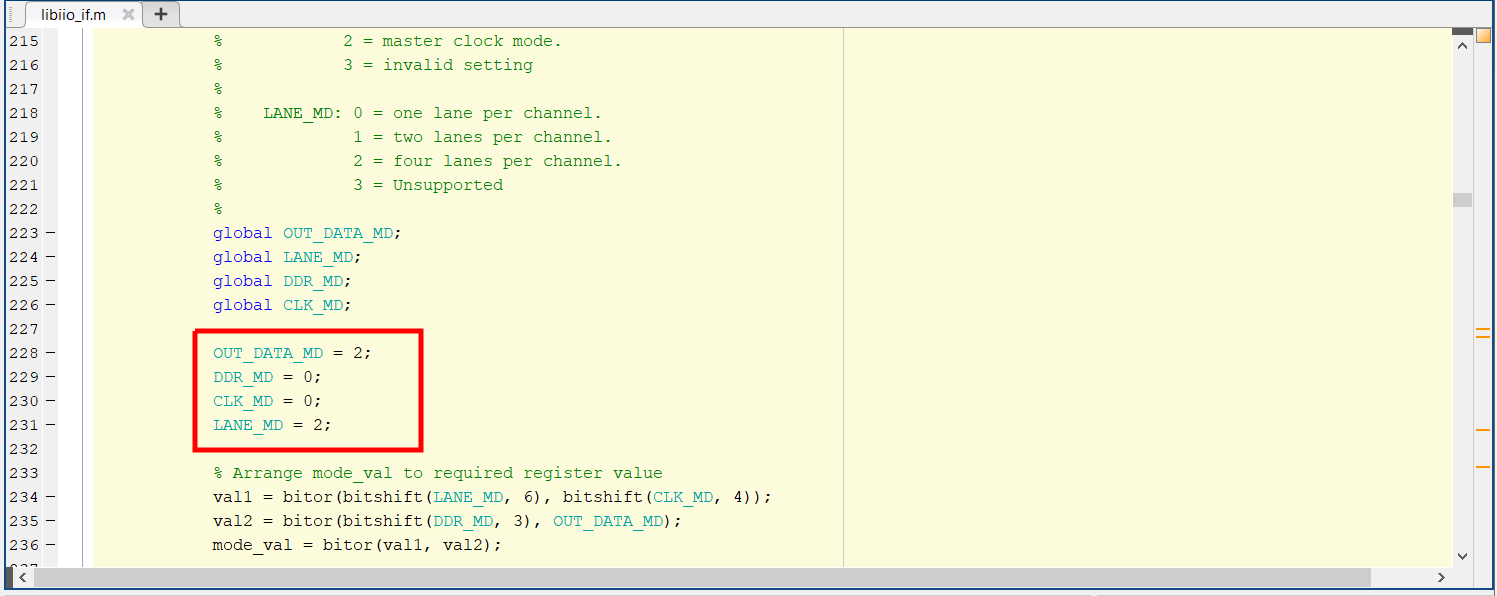 libiio_if.m
215 % 2 = master clock mode.
216 % 3 = invalid setting
217 %
218 % LANE_MD: 0 = one lane per channel.
219 % 1 = two lanes per channel.
220 % 2 = four lanes per channel.
221 % 3 = Unsupported
222 %
223 global OUT_DATA_MD;
224 global LANE_MD;
225 global DDR_MD;
226 global CLK_MD;
227
228 OUT_DATA_MD = 2;
229 DDR_MD = 0;
230 CLK_MD = 0;
231 LANE_MD = 2;
232
233 % Arrange mode_val to required register value
234 val1 = bitor(bitshift(LANE_MD, 6), bitshift(CLK_MD, 4));
235 val2 = bitor(bitshift(DDR_MD, 3), OUT_DATA_MD);
236 mode_val = bitor(val1, val2);